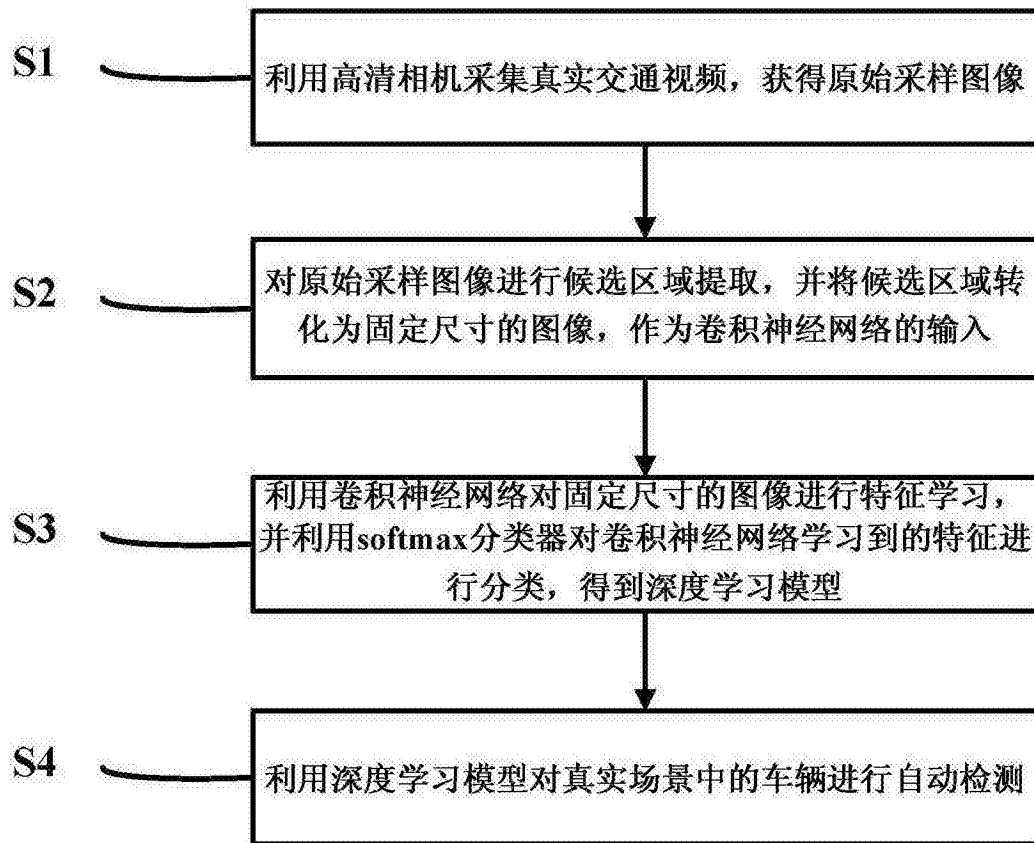 S1
利用高清相机采集真实交通视频，获得原始采样图像
S2
对原始采样图像进行候选区域提取，并将候选区域转
化为固定尺寸的图像，作为卷积神经网络的输入
S3
利用卷积神经网络对固定尺寸的图像进行特征学习，
并利用softmax分类器对卷积神经网络学习到的特征进
行分类，得到深度学习模型
S4
利用深度学习模型对真实场景中的车辆进行自动检测